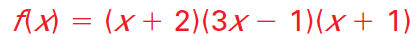 f(x) = (x + 2)(3x – 1)(x + 1)